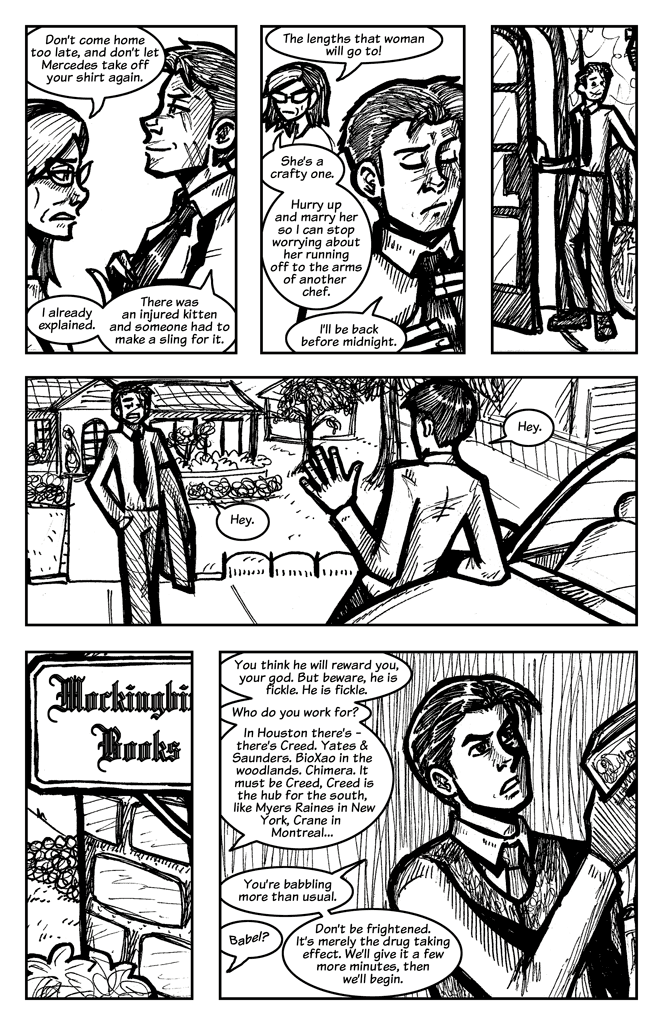 Don't come home
too late, and don't let
Mercedes take off
your shirt again.
I already
explained.
There was
an injured kitten
and someone had to
make a sling for it.
The lengths that woman
will go to!
She's a
crafty one.
Hurry up
and marry her
so I can stop
worrying about
her running
off to the arms
of another
chef.
I'll be back
before midnight.
Hey.
Hey.
Mockingbi
Books
You think he will reward you,
your god. But beware, he is
fickle. He is fickle.
Who do you work for?
In Houston there's -
there's Creed. Yates &
Saunders. BioXao in the
woodlands. Chimera. It
must be Creed, Creed is
the hub for the south,
like Myers Raines in New
York, Crane in
Montreal...
You're babbling
more than usual.
Babel?
Don't be frightened.
It's merely the drug taking
effect. We'll give it a few
more minutes, then
we'll begin.